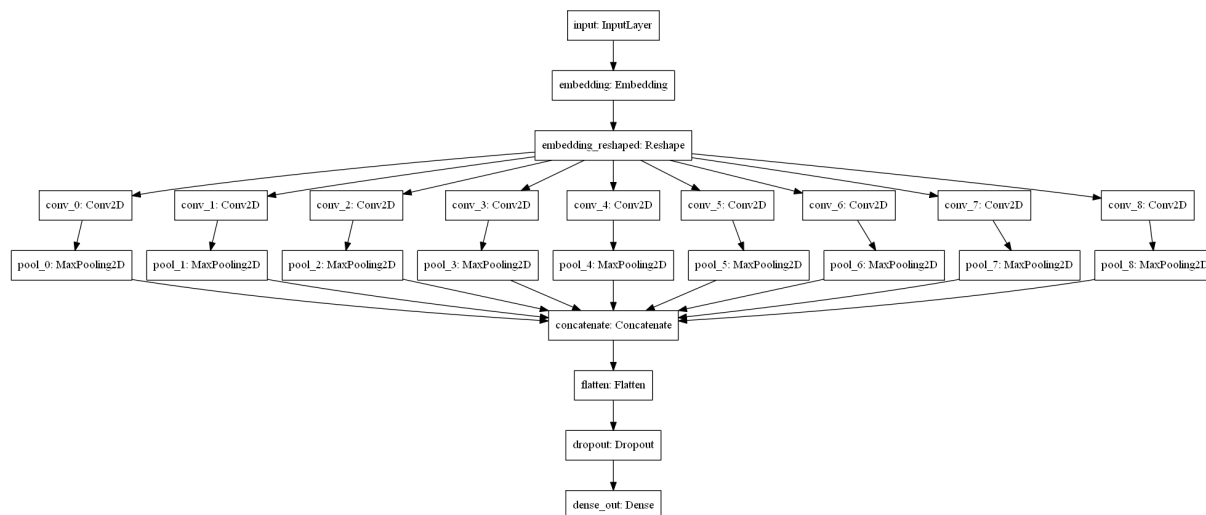 input: InputLayer
embedding: Embedding
embedding_reshaped: Reshape
conv_0: Conv2D
conv_1: Conv2D
conv_2: Conv2D
conv_3: Conv2D
conv_4: Conv2D
conv_5: Conv2D
conv_6: Conv2D
conv_7: Conv2D
conv_8: Conv2D
pool_0: MaxPooling2D
pool_1: MaxPooling2D
pool_2: MaxPooling2D
pool_3: MaxPooling2D
pool_4: MaxPooling2D
pool_5: MaxPooling2D
pool_6: MaxPooling2D
pool_7: MaxPooling2D
pool_8: MaxPooling2D
concatenate: Concatenate
flatten: Flatten
dropout: Dropout
dense_out: Dense